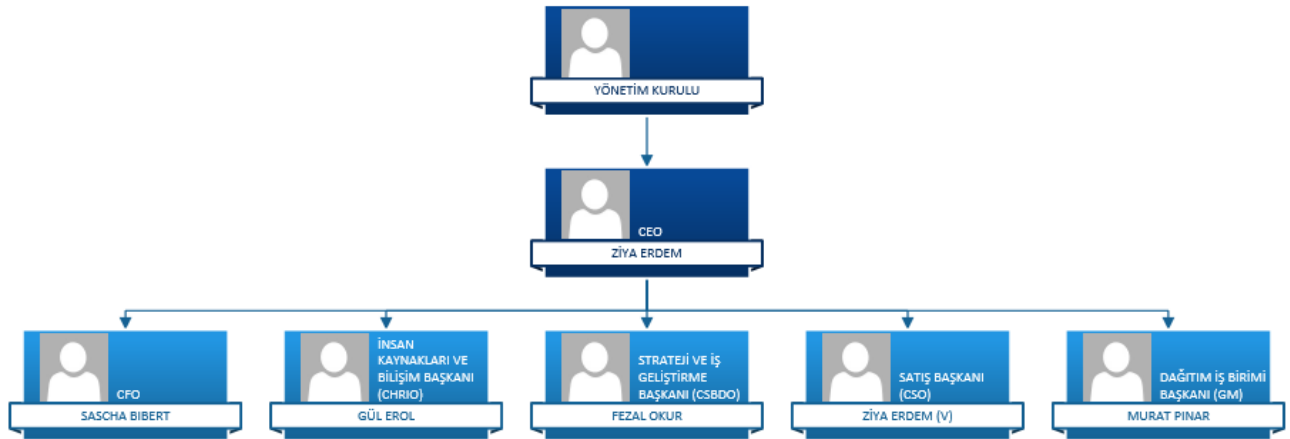 YÖNETİM KURULU
CEO
ZİYA ERDEM
CFO
SASCHA BIBERT
İNSAN
KAYNAKLARI VE
BİLİŞİM BAŞKANI
(CHRIO)
GÜL EROL
STRATEJİ VE İŞ
GELİŞTİRME
BAŞKANI (CSBDO)
FEZAL OKUR
SATIŞ BAŞKANI
(CSO)
ZİYA ERDEM (V)
DAĞITIM İŞ BİRİMİ
BAŞKANI (GM)
MURAT PINAR